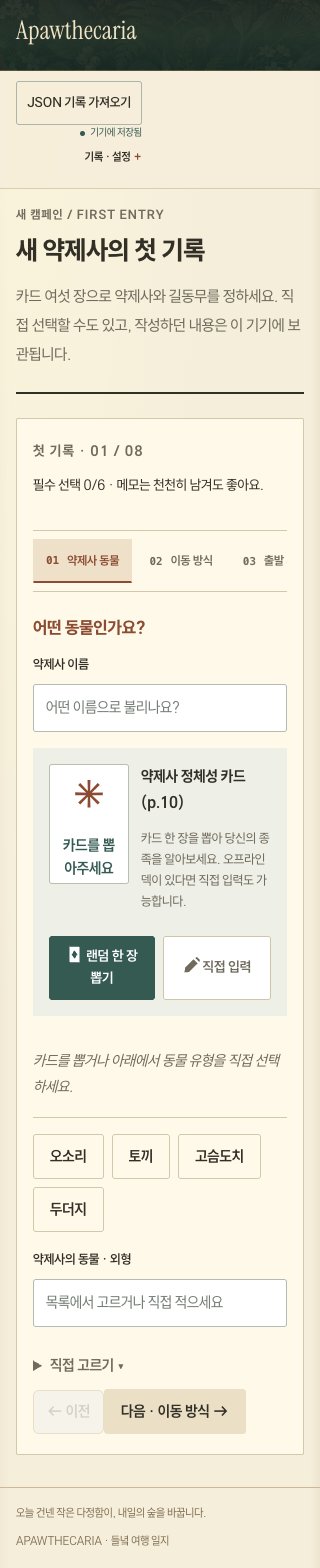 Apawthecaria
JSON 기록 가져오기
기기에 저장됨
기록 · 설정 +
새 캠페인 / FIRST ENTRY
새 약제사의 첫 기록
카드 여섯 장으로 약제사와 길동무를 정하세요. 직
접 선택할 수도 있고, 작성하던 내용은 이 기기에 보
관됩니다.
첫 기록 · 01 / 08
필수 선택 0/6 · 메모는 천천히 남겨도 좋아요.
01 약제사 동물
02 이동 방식
03 출발
어떤 동물인가요?
약제사 이름
어떤 이름으로 불리나요?
카드를 뽑
아주세요
약제사 정체성 카드
(p.10)
카드 한 장을 뽑아 당신의 종
족을 알아보세요. 오프라인
덱이 있다면 직접 입력도 가
능합니다.
랜덤 한 장
뽑기
직접 입력
카드를 뽑거나 아래에서 동물 유형을 직접 선택
하세요.
오소리
토끼
고슴도치
두더지
약제사의 동물 · 외형
목록에서 고르거나 직접 적으세요
▶ 직접 고르기 ▾
← 이전
다음 · 이동 방식 →
오늘 건넨 작은 다정함이, 내일의 숲을 바꿉니다.
APAWTHECARIA · 들녘 여행 일지